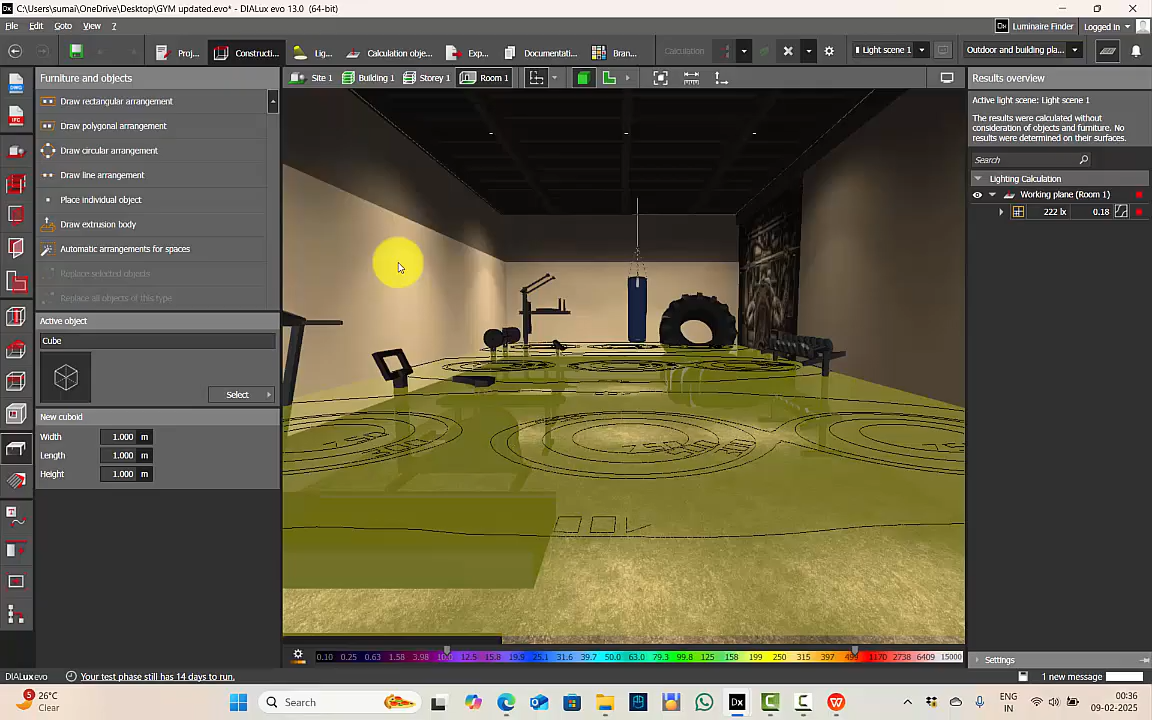 C:\Users\sumai\OneDrive\Desktop\GYM updated.evo* - DIALux evo 13.0 (64-bit)
File Edit Goto View ?
Luminaire Finder Logged in
Proj... Constructi... Lig... Calculation obje... Exp... Documentati... Bran... Calculation Light scene 1 Outdoor and building pla...
Furniture and objects
Site 1 Building 1 Storey 1 Room 1
Results overview
Draw rectangular arrangement
Draw polygonal arrangement
Draw circular arrangement
Draw line arrangement
Place individual object
Draw extrusion body
Automatic arrangements for spaces
Replace selected objects
Replace all objects of this type
Active object
Cube
Select
New cuboid
Width 1.000 m
Length 1.000 m
Height 1.000 m
Active light scene: Light scene 1
The results were calculated without
consideration of objects and furniture. No
results were determined on their surfaces.
Search
Lighting Calculation
Working plane (Room 1)
222 lx 0.18
0.10 0.25 0.63 1.58 3.98 10.0 12.5 15.8 19.9 25.1 31.6 39.7 50.0 63.0 79.3 99.8 125 158 199 250 315 397 499 1170 2738 6409 15000
Settings
DIALux evo Your test phase still has 14 days to run.
1 new message
5
26°C
Clear
Search
ENG
IN
00:36
09-02-2025